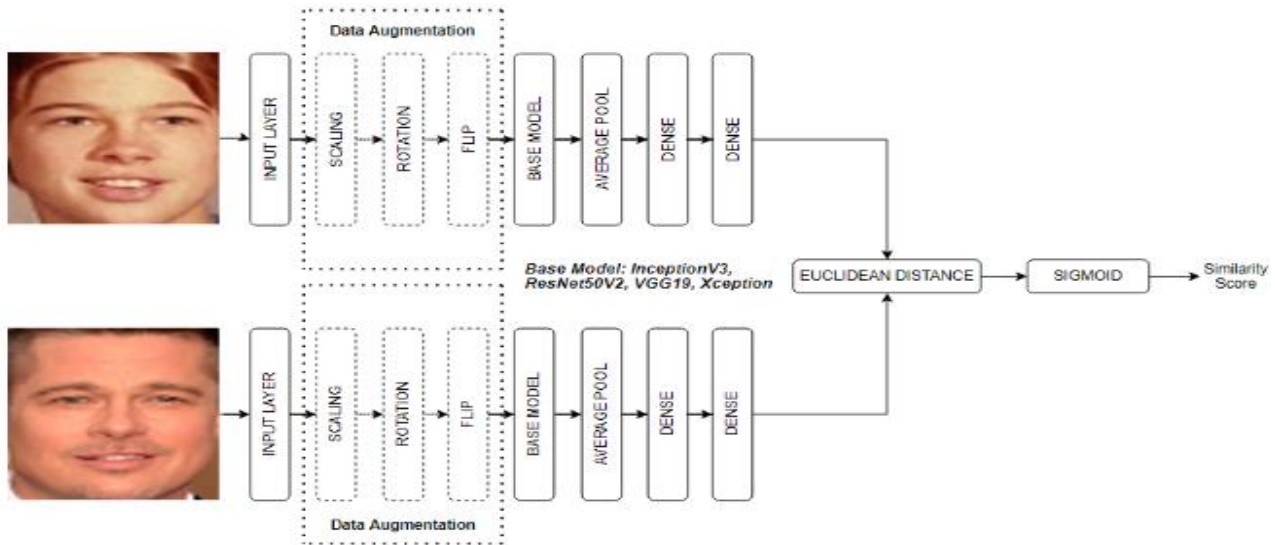 Data Augmentation
INPUT LAYER
SCALING
ROTATION
FLIP
BASE MODEL
AVERAGE POOL
DENSE
DENSE
Base Model: InceptionV3,
ResNet50V2, VGG19, Xception
EUCLIDEAN DISTANCE
SIGMOID
Similarity
Score
INPUT LAYER
SCALING
ROTATION
FLIP
BASE MODEL
AVERAGE POOL
DENSE
DENSE
Data Augmentation